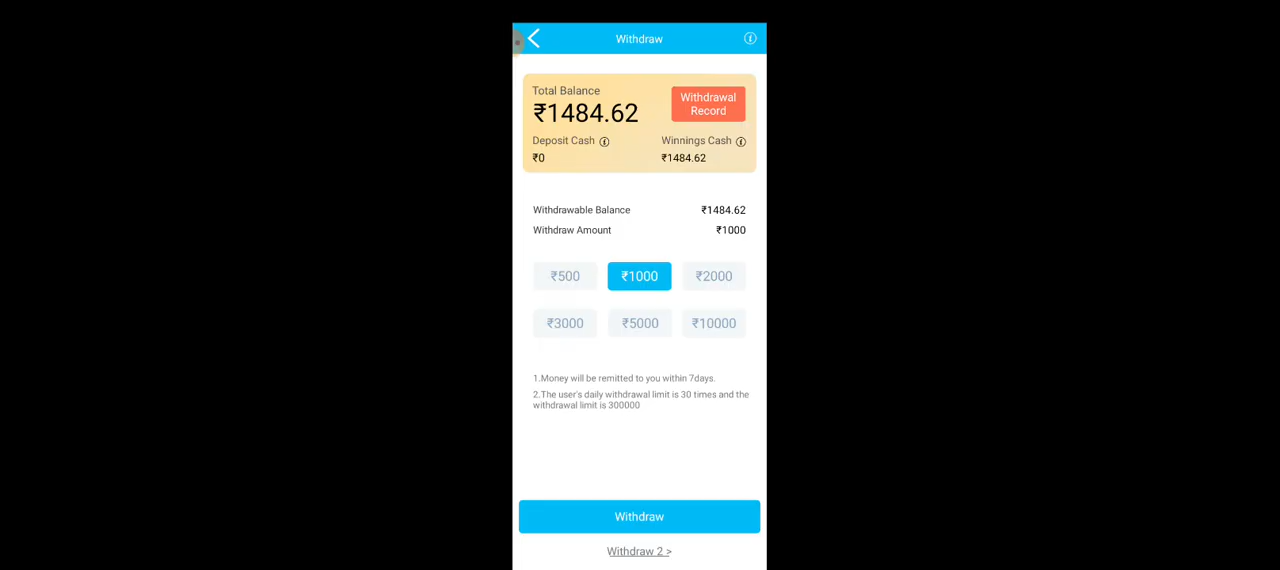 Withdraw
Total Balance
₹1484.62
Withdrawal
Record
Deposit Cash
Winnings Cash
₹0
₹1484.62
Withdrawable Balance ₹1484.62
Withdraw Amount ₹1000
₹500 ₹1000 ₹2000
₹3000 ₹5000 ₹10000
1.Money will be remitted to you within 7days.
2.The user's daily withdrawal limit is 30 times and the
withdrawal limit is 300000
Withdraw
Withdraw 2 >